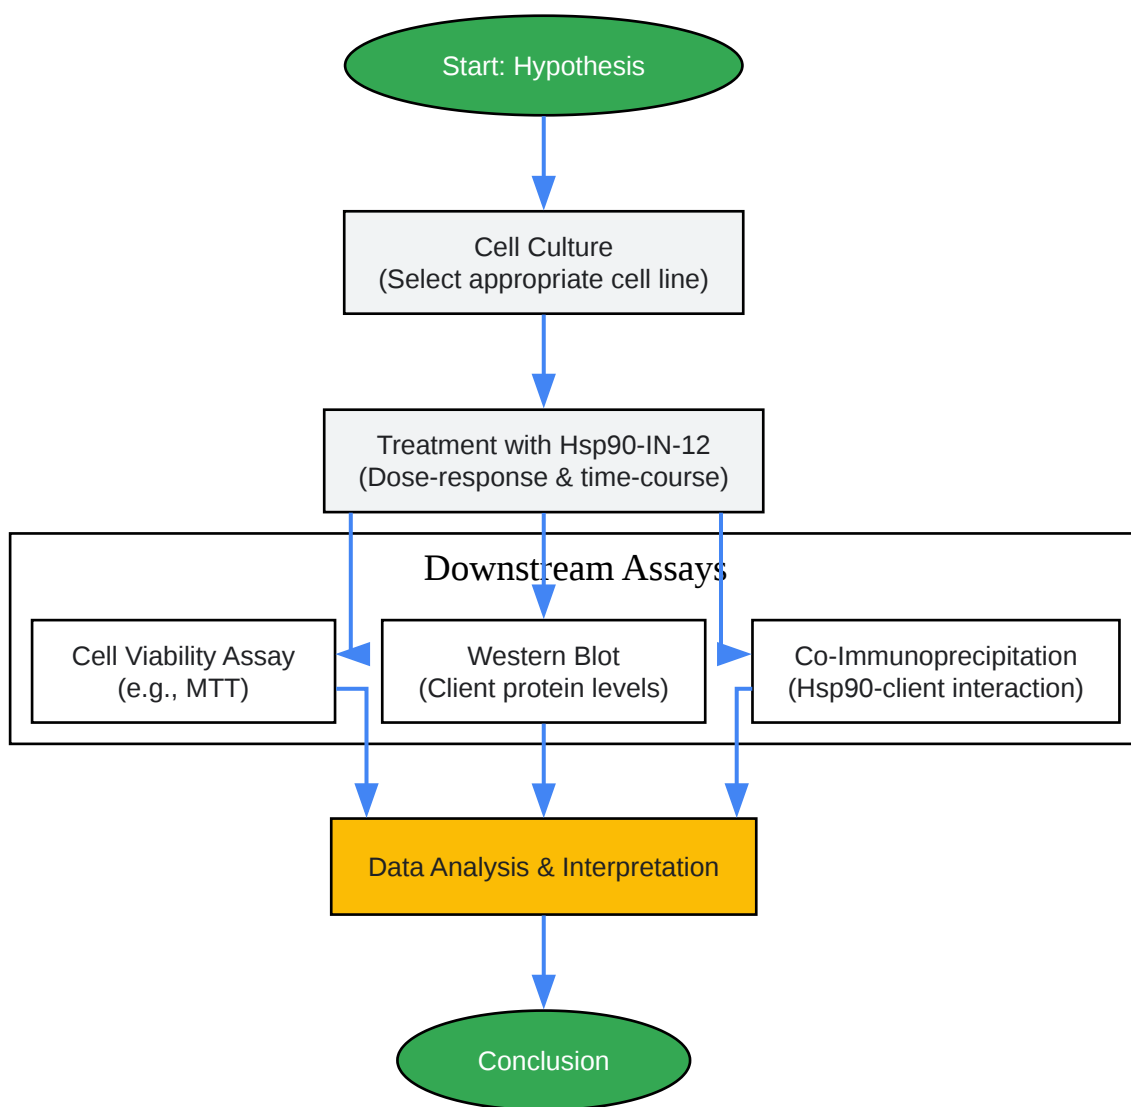 Start: Hypothesis
Cell Culture
(Select appropriate cell line)
Treatment with Hsp90-IN-12
(Dose-response & time-course)
Downstream Assays
Cell Viability Assay
(e.g., MTT)
Western Blot
(Client protein levels)
Co-Immunoprecipitation
(Hsp90-client interaction)
Data Analysis & Interpretation
Conclusion